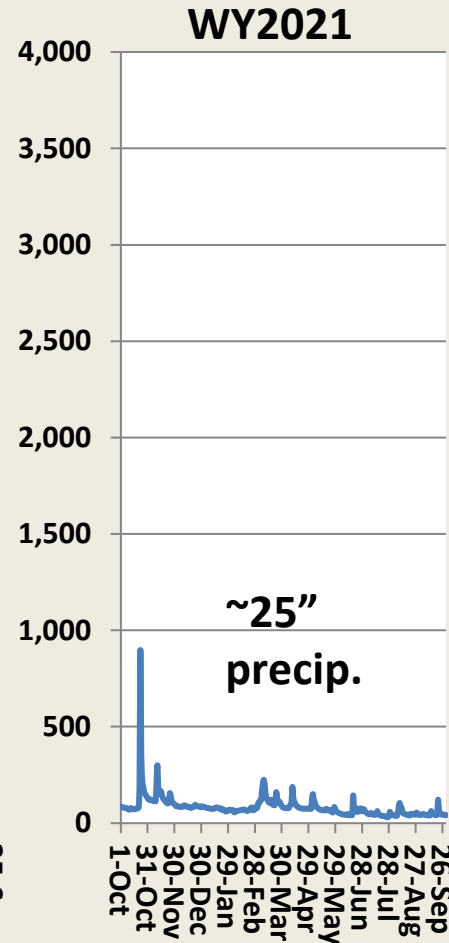 WY2021
4,000
3,500
3,000
2,500
2,000
1,500
1,000
500
0
~25”
precip.
1-Oct
31-Oct
30-Nov
30-Dec
29-Jan
28-Feb
30-Mar
29-Apr
29-May
28-Jun
28-Jul
27-Aug
26-Sep